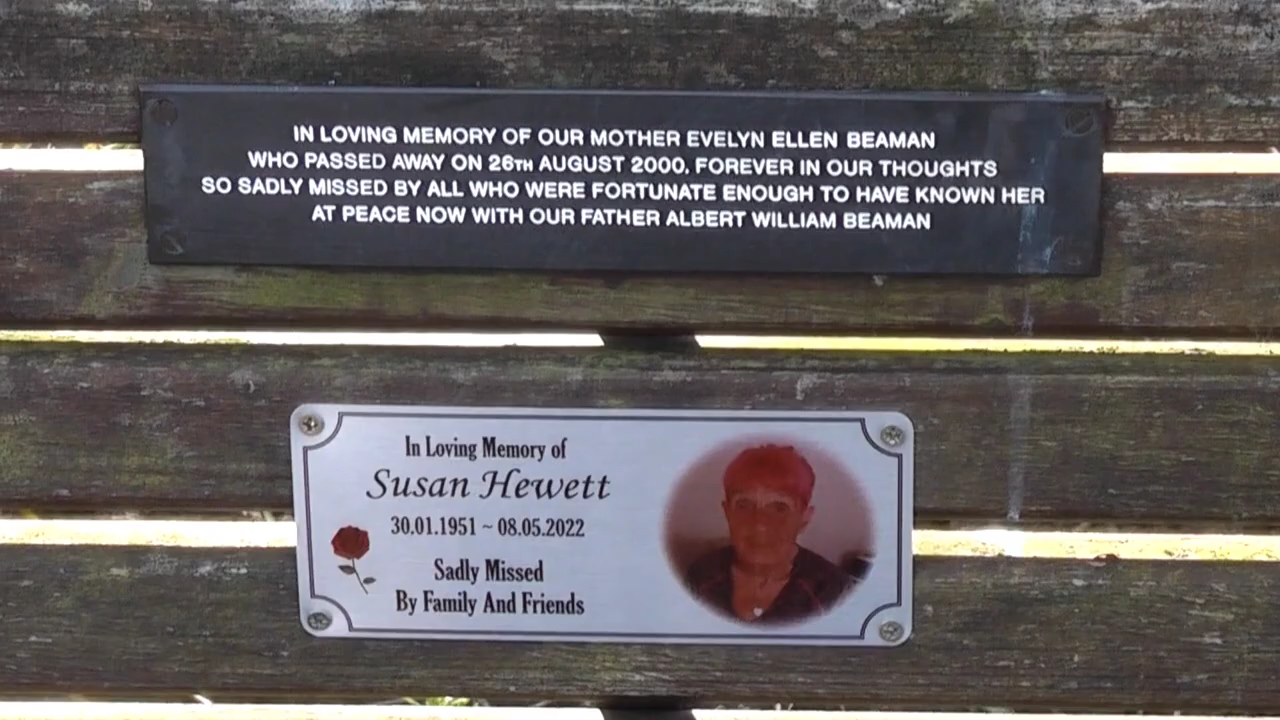 IN LOVING MEMORY OF OUR MOTHER EVELYN ELLEN BEAMAN
WHO PASSED AWAY ON 26TH AUGUST 2000. FOREVER IN OUR THOUGHTS
SO SADLY MISSED BY ALL WHO WERE FORTUNATE ENOUGH TO HAVE KNOWN HER
AT PEACE NOW WITH OUR FATHER ALBERT WILLIAM BEAMAN
In Loving Memory of
Susan Hewett
30.01.1951 ~ 08.05.2022
Sadly Missed
By Family And Friends